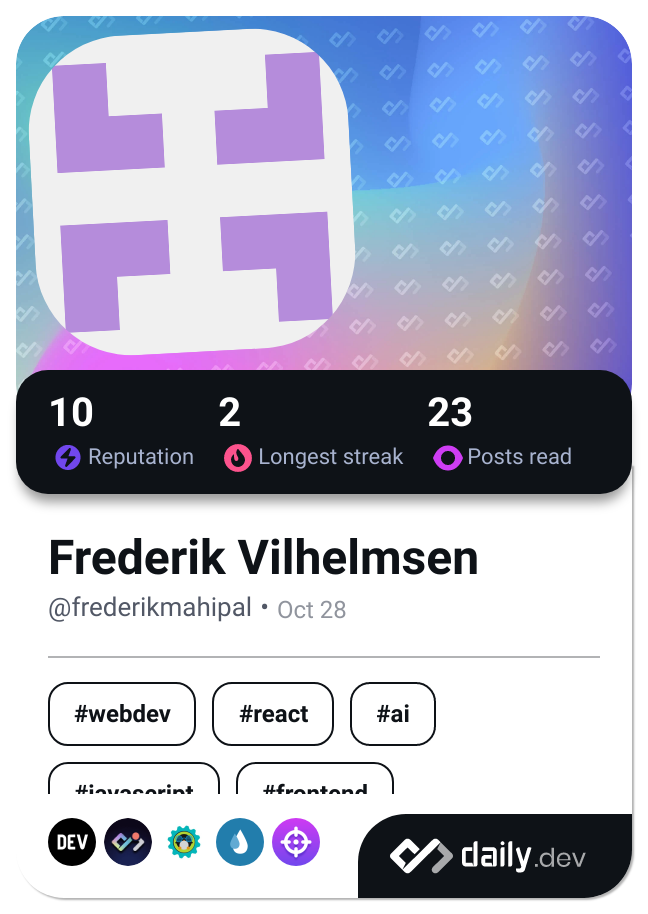 10 2 23
Reputation Longest streak Posts read
Frederik Vilhelmsen
@frederikmahipal • Oct 28
#webdev #react #ai
#javascript #frontend
DEV
daily.dev